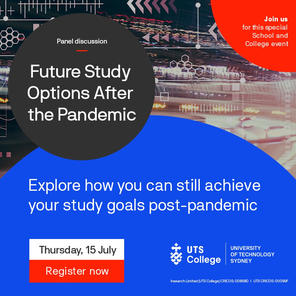 Join us
for this special
School and
College event
Panel discussion
Future Study
Options After
the Pandemic
Explore how you can still achieve
your study goals post-pandemic
Thursday, 15 July
Register now
UTS
College
UNIVERSITY
OF TECHNOLOGY
SYDNEY